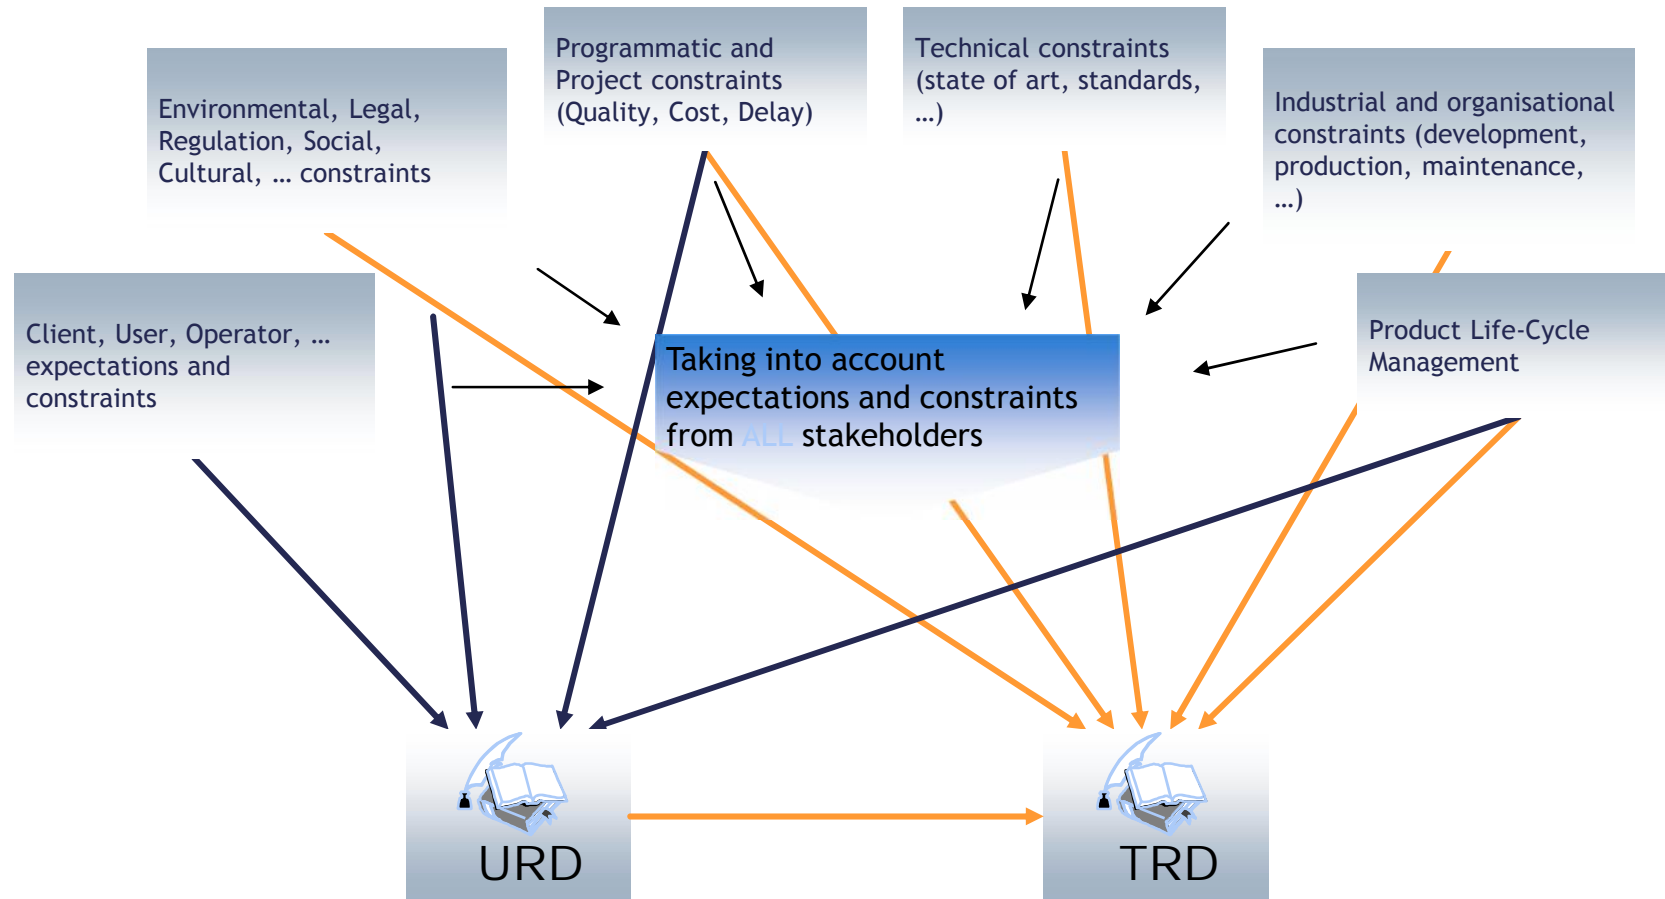 Programmatic and
Project constraints
(Quality, Cost, Delay)
Technical constraints
(state of art, standards,
…)
Environmental, Legal,
Regulation, Social,
Cultural, … constraints
Industrial and organisational
constraints (development,
production, maintenance,
…)
Client, User, Operator, …
expectations and
constraints
Taking into account
expectations and constraints
from ALL stakeholders
Product Life-Cycle
Management
URD
TRD